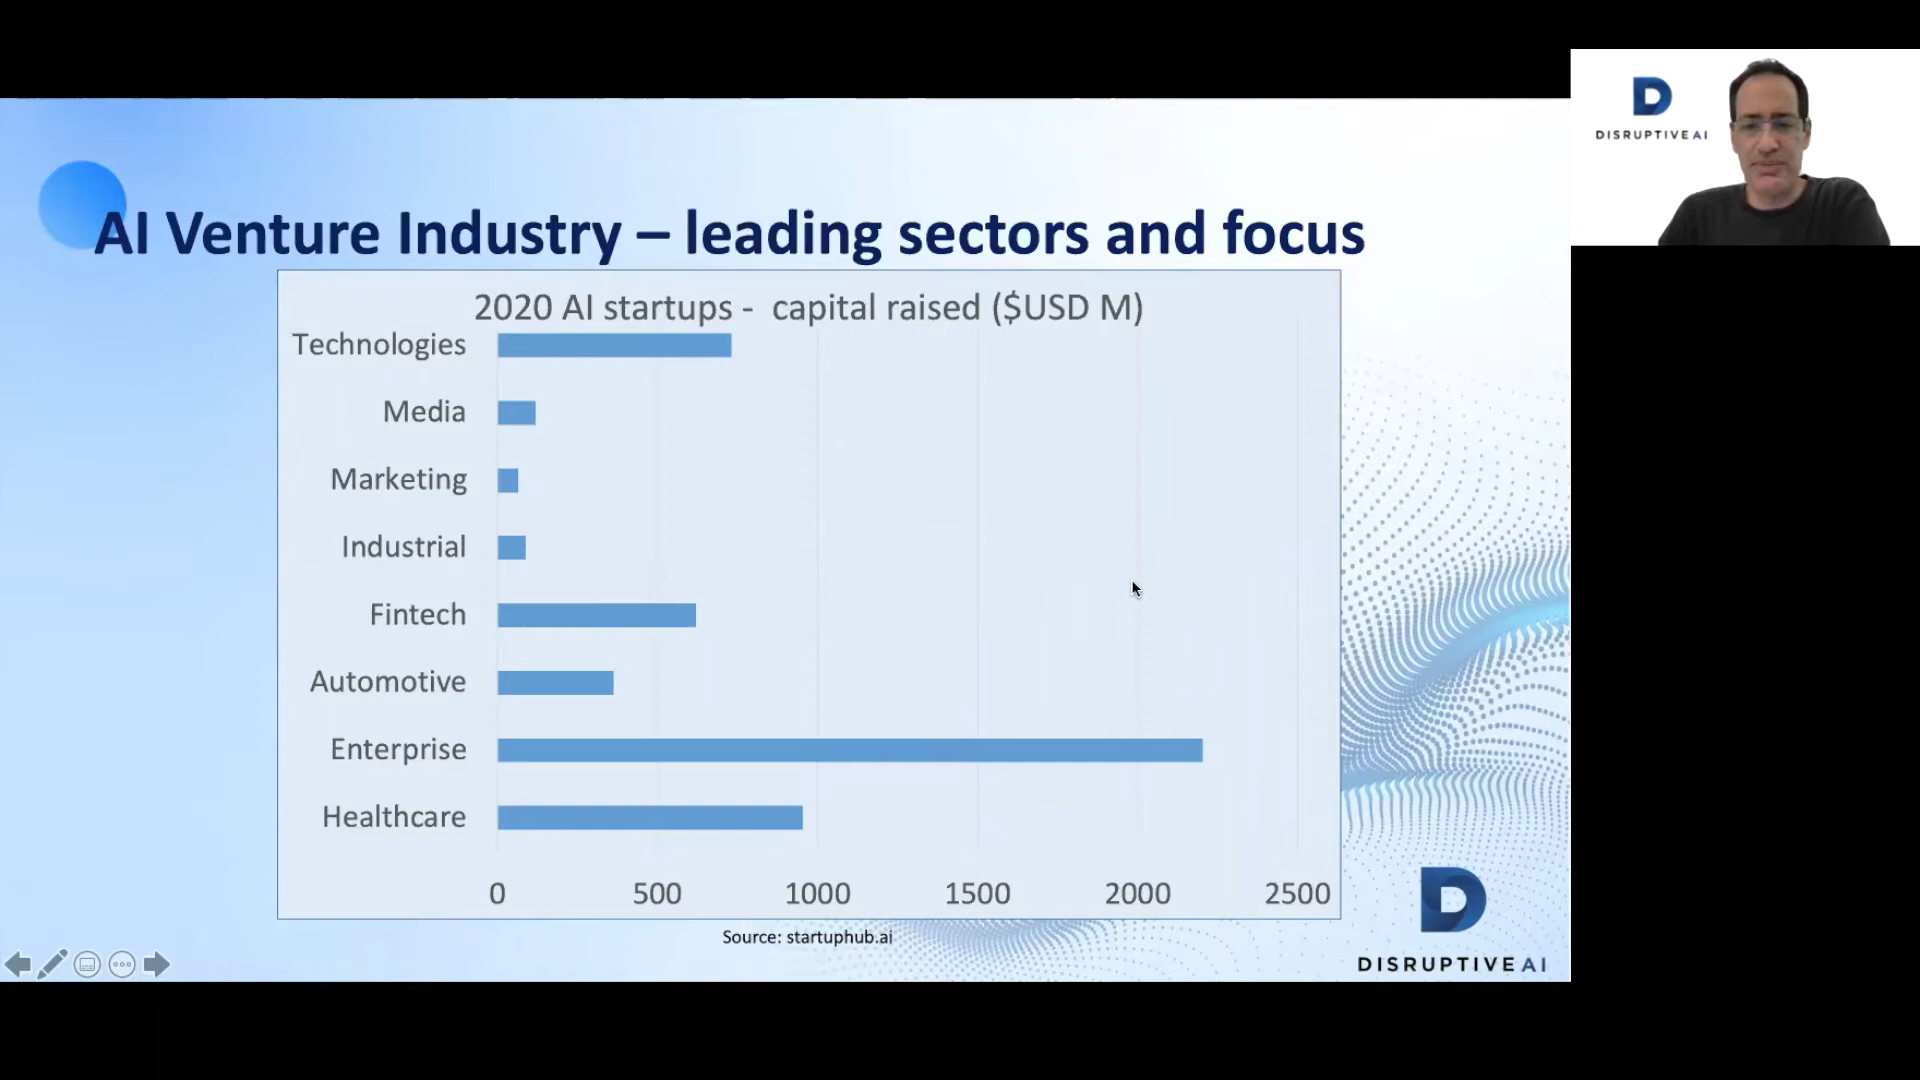 AI Venture Industry – leading sectors and focus
2020 AI startups - capital raised ($USD M)
Technologies
Media
Marketing
Industrial
Fintech
Automotive
Enterprise
Healthcare
0 500 1000 1500 2000 2500
Source: startuphub.ai
DISRUPTIVE AI
DISRUPTIVE AI